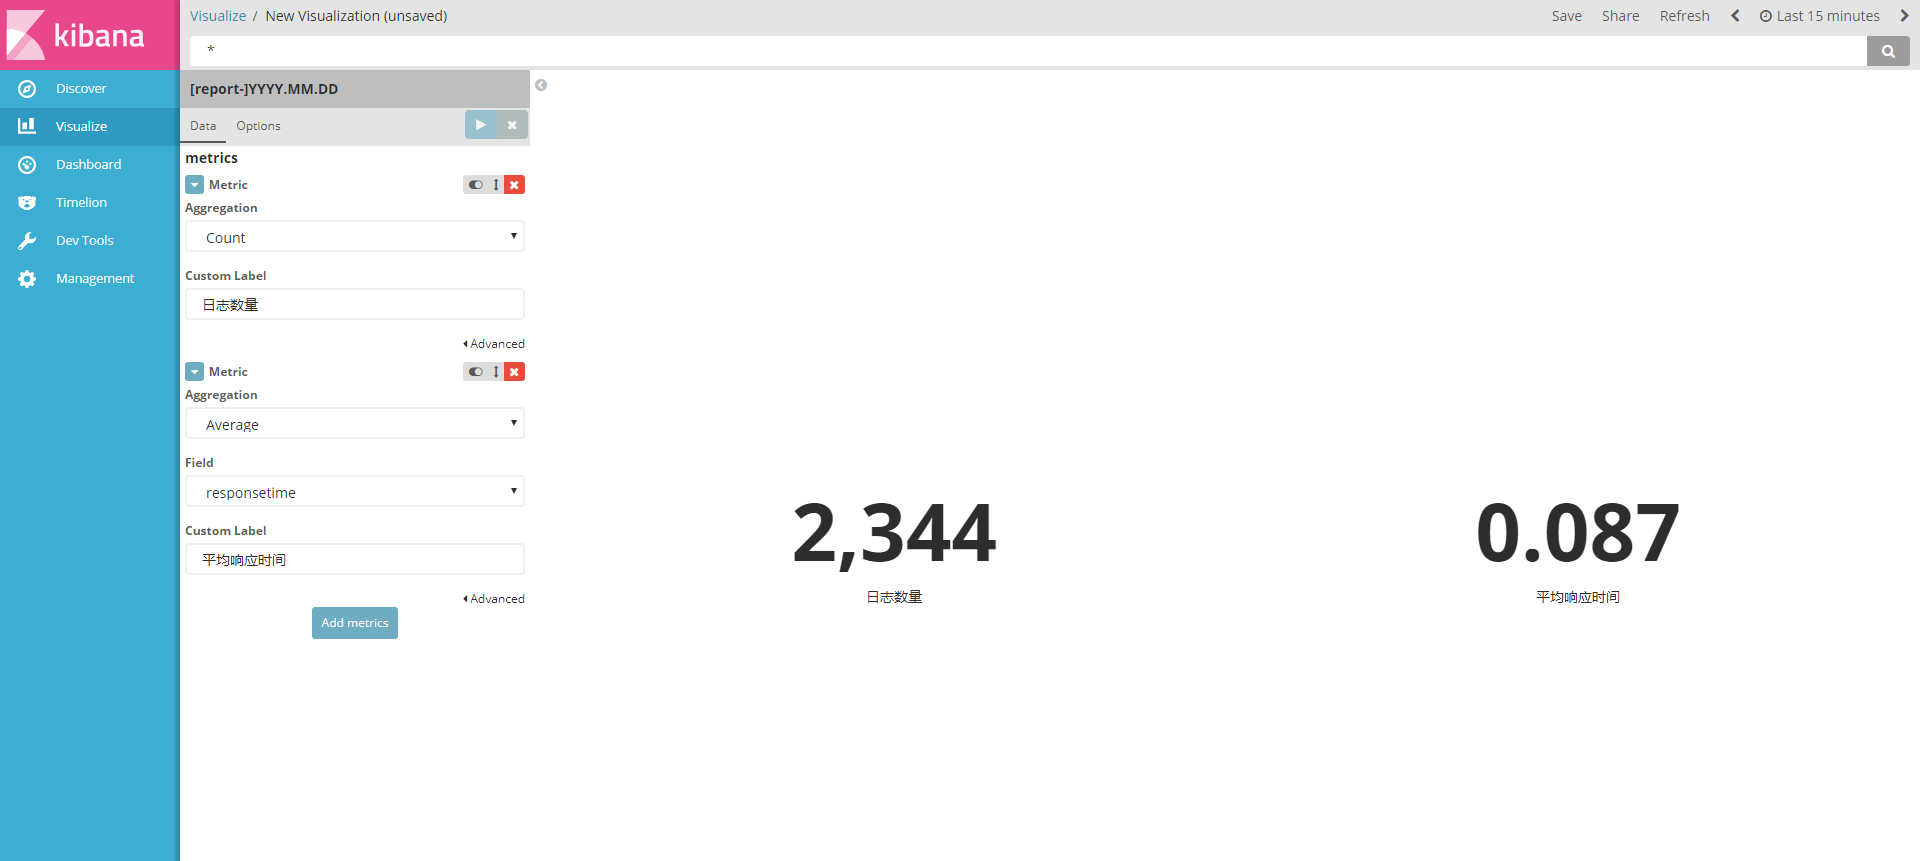 kibana
Discover
Visualize
Dashboard
Timelion
Dev Tools
Management
Visualize / New Visualization (unsaved)
Save Share Refresh Last 15 minutes
*
[report-]YYYY.MM.DD
Data Options
metrics
Metric
Aggregation
Count
Custom Label
日志数量
Advanced
Metric
Aggregation
Average
Field
responsetime
Custom Label
平均响应时间
Advanced
Add metrics
2,344
日志数量
0.087
平均响应时间